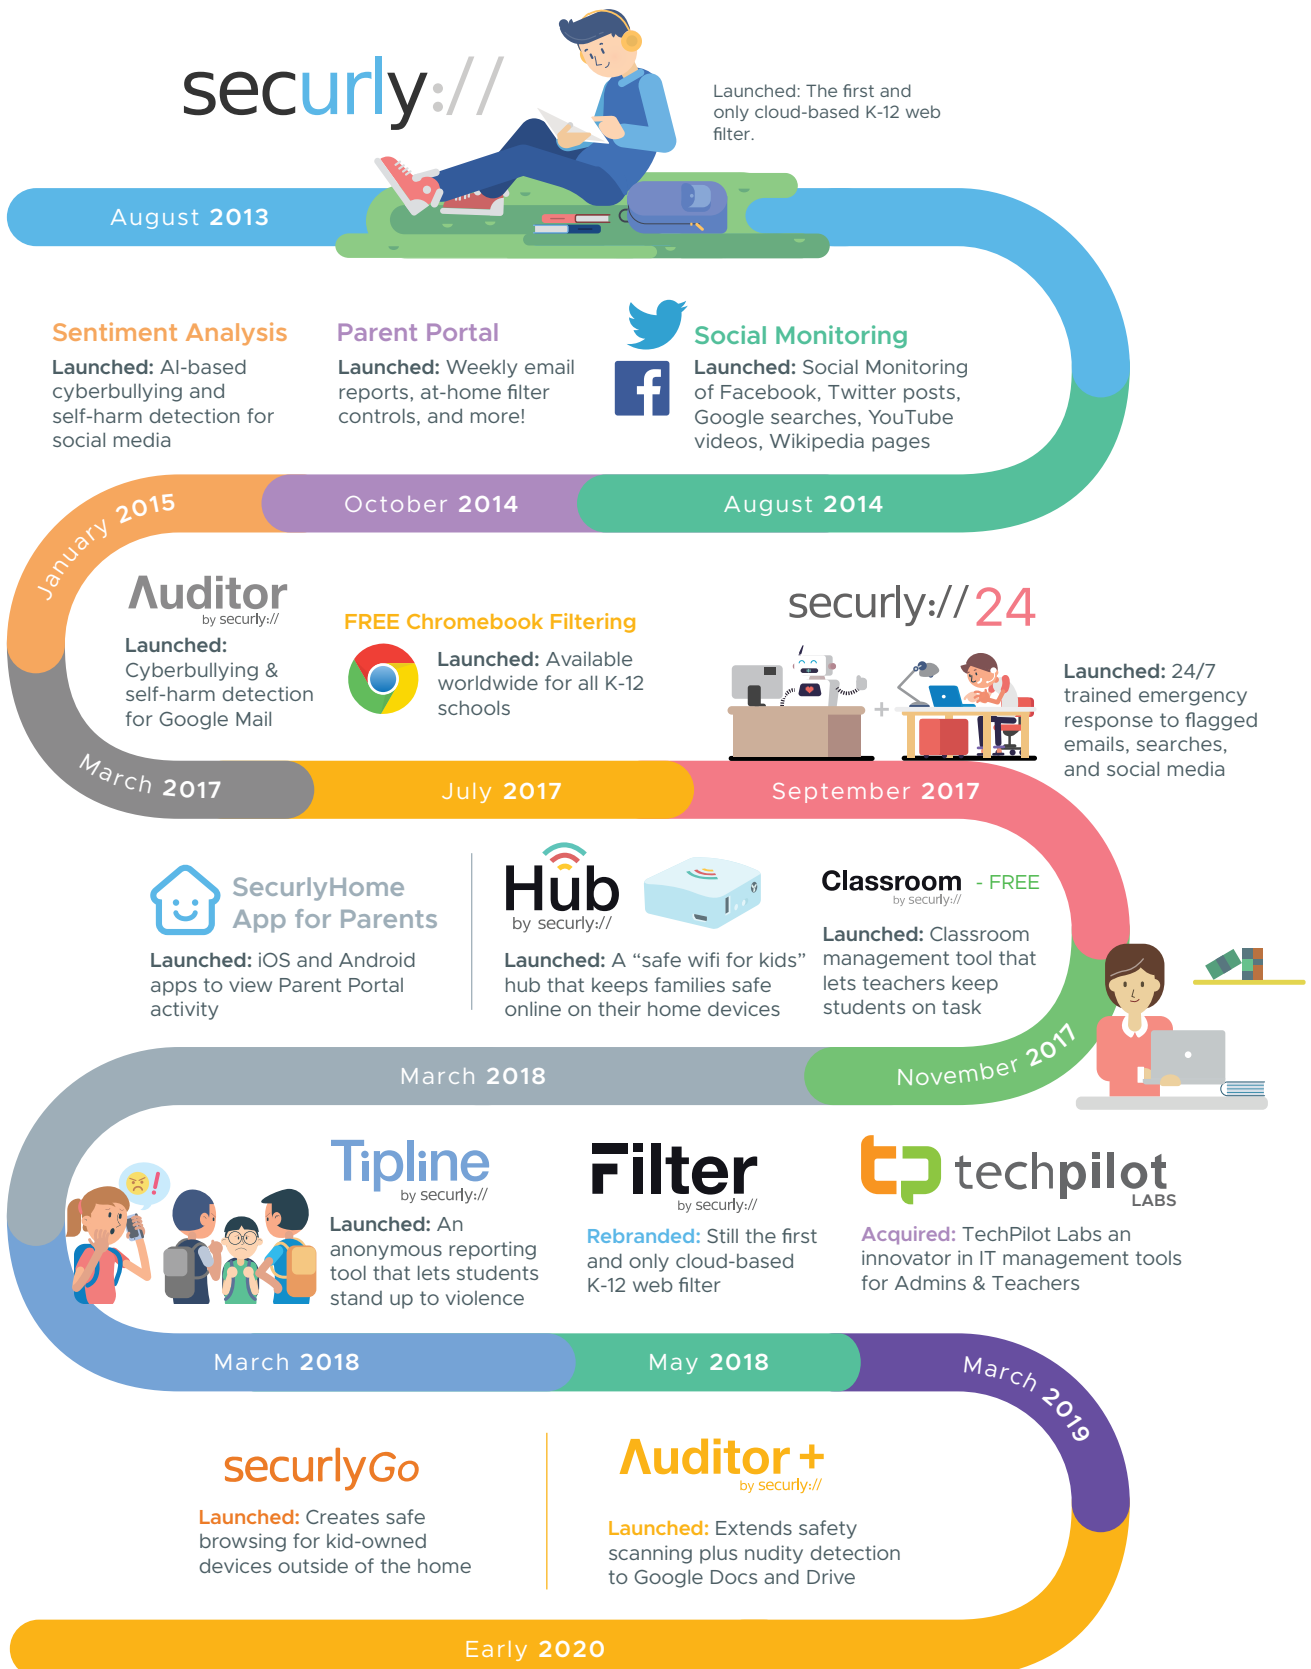 securly://
Launched: The first and
only cloud-based K-12 web
filter.
August 2013
Sentiment Analysis
Launched: AI-based
cyberbullying and
self-harm detection for
social media
Parent Portal
Launched: Weekly email
reports, at-home filter
controls, and more!
Social Monitoring
Launched: Social Monitoring
of Facebook, Twitter posts,
Google searches, YouTube
videos, Wikipedia pages
January 2015
October 2014
August 2014
Auditor
by securly://
Launched:
Cyberbullying &
self-harm detection
for Google Mail
FREE Chromebook Filtering
Launched: Available
worldwide for all K-12
schools
securly://24
+
Launched: 24/7
trained emergency
response to flagged
emails, searches,
and social media
March 2017
July 2017
September 2017
SecurlyHome
App for Parents
Launched: iOS and Android
apps to view Parent Portal
activity
Hub
by securly://
Launched: A “safe wifi for kids”
hub that keeps families safe
online on their home devices
Classroom - FREE
by securly://
Launched: Classroom
management tool that
lets teachers keep
students on task
March 2018
November 2017
Tipline
by securly://
Launched: An
anonymous reporting
tool that lets students
stand up to violence
Filter
by securly://
Rebranded: Still the first
and only cloud-based
K-12 web filter
techpilot
LABS
Acquired: TechPilot Labs an
innovator in IT management tools
for Admins & Teachers
March 2018
May 2018
March 2019
securlyGo
Launched: Creates safe
browsing for kid-owned
devices outside of the home
Auditor +
by securly://
Launched: Extends safety
scanning plus nudity detection
to Google Docs and Drive
Early 2020